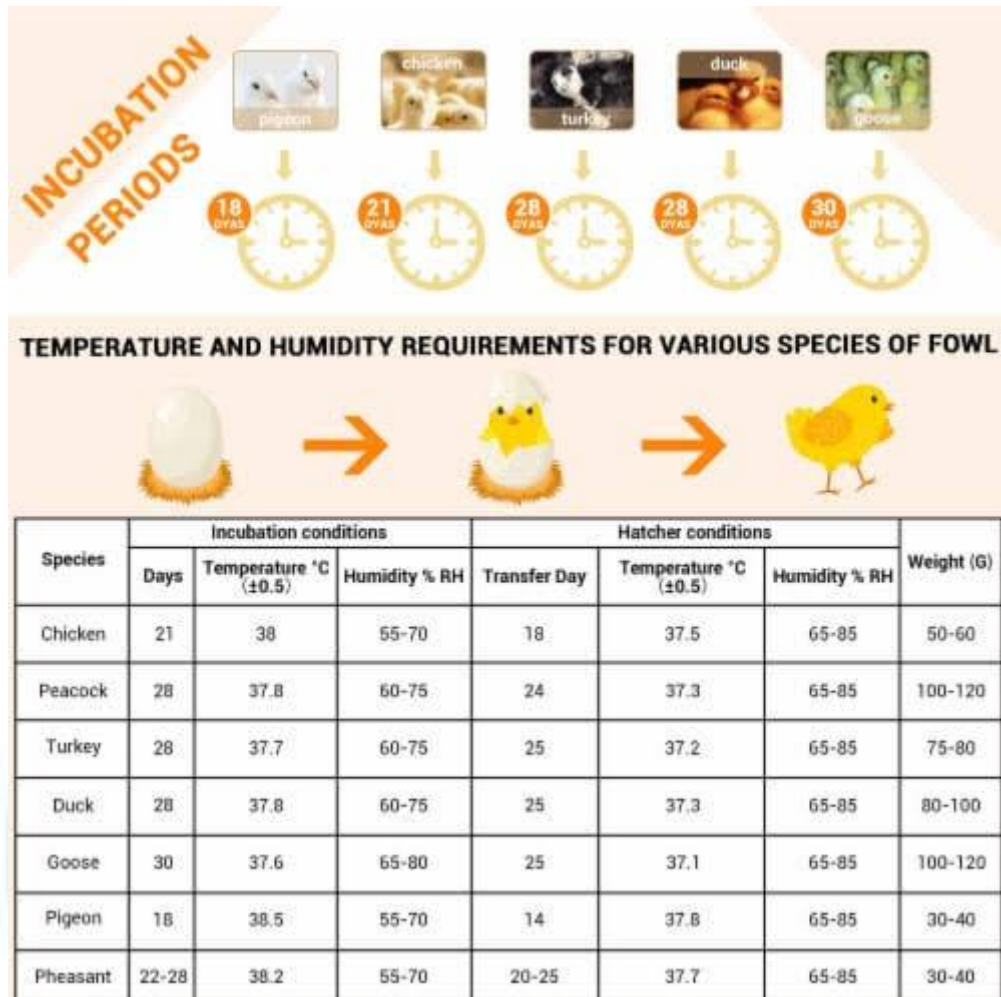 INCUBATION
PERIODS
pigeon
chicken
turkey
duck
goose
18
DYAS
21
DYAS
28
DYAS
28
DYAS
30
DYAS
TEMPERATURE AND HUMIDITY REQUIREMENTS FOR VARIOUS SPECIES OF FOWL
Species Incubation conditions Hatcher conditions Weight (G)
Days Temperature °C (±0.5) Humidity % RH Transfer Day Temperature °C (±0.5) Humidity % RH
Chicken 21 38 55-70 18 37.5 65-85 50-60
Peacock 28 37.8 60-75 24 37.3 65-85 100-120
Turkey 28 37.7 60-75 25 37.2 65-85 75-80
Duck 28 37.8 60-75 25 37.3 65-85 80-100
Goose 30 37.6 65-80 25 37.1 65-85 100-120
Pigeon 18 38.5 55-70 14 37.8 65-85 30-40
Pheasant 22-28 38.2 55-70 20-25 37.7 65-85 30-40